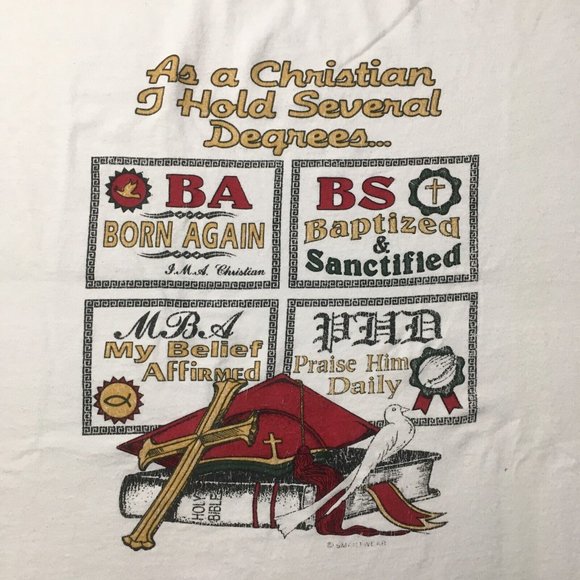 As a Christian
I Hold Several
Degrees...
BA
BORN AGAIN
I.M.A. Christian
BS
Baptized
&
Sanctified
MBA
My Belief
AFFIRMED
PHD
Praise Him
Daily
HOLY
BIBLE